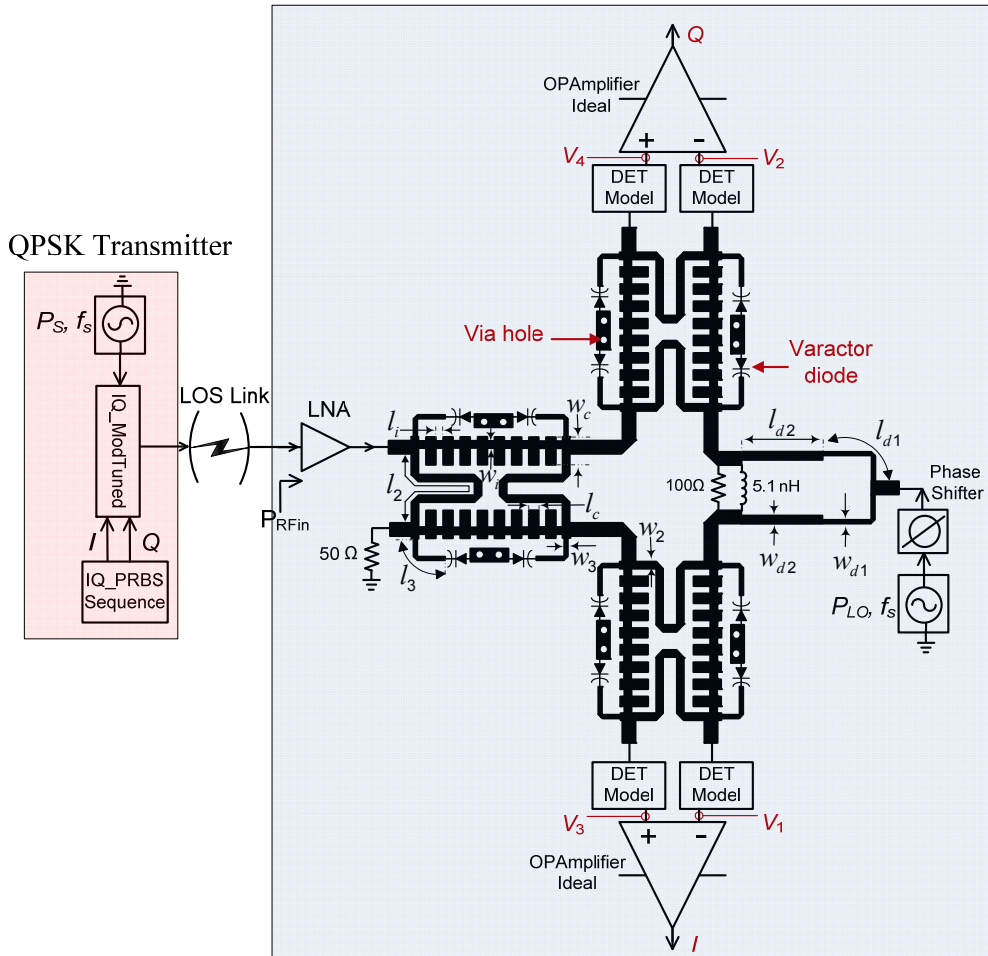 Q
OPAmplifier
Ideal
+ -
V4
V2
DET
Model
DET
Model
QPSK Transmitter
PS, fs
IQ_ModTuned
I
Q
IQ_PRBS
Sequence
LOS Link
LNA
PRFin
Via hole
Varactor
diode
li
wc
wi
l2
lc
50 Ω
l3
w3
w2
100Ω
5.1 nH
ld2
ld1
wd2
wd1
Phase
Shifter
PLO, fs
DET
Model
DET
Model
V3
V1
+ -
OPAmplifier
Ideal
I